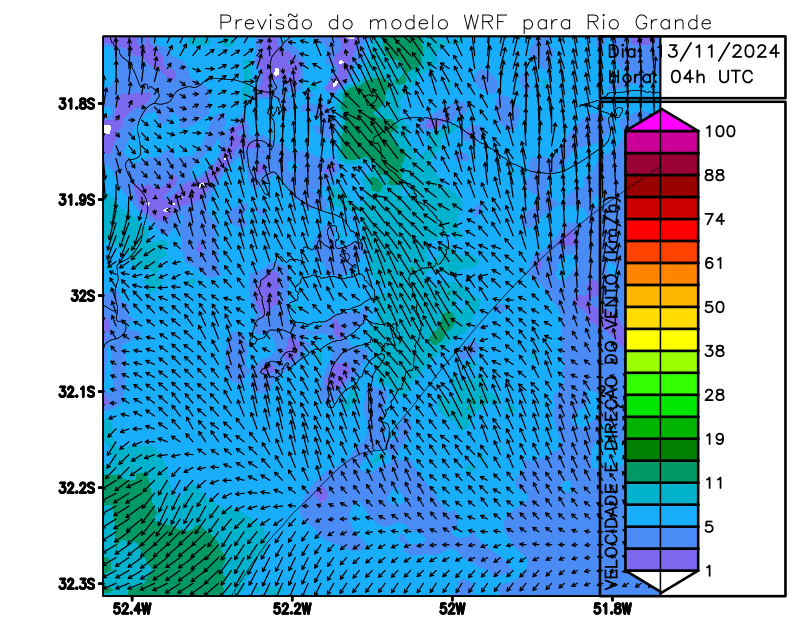 Previsão do modelo WRF para Rio Grande
Dia: 13/11/2024
Hora: 04h UTC
31.8S
31.9S
32S
32.1S
32.2S
32.3S
52.4W
52.2W
52W
51.8W
VELOCIDADE E DIREÇÃO DO VENTO (Km/h)
100
88
74
61
50
38
28
19
11
5
1